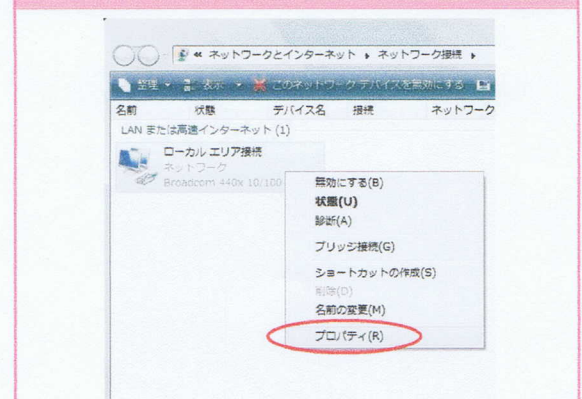 « ネットワークとインターネット ▸ ネットワーク接続 ▸
整理 表示 このネットワーク デバイスを無効にする
名前 状態 デバイス名 接続 ネットワーク
LAN または高速インターネット (1)
ローカル エリア接続
ネットワーク
Broadcom 440x 10/100
無効にする(B)
状態(U)
診断(A)
ブリッジ接続(G)
ショートカットの作成(S)
削除(D)
名前の変更(M)
プロパティ(R)